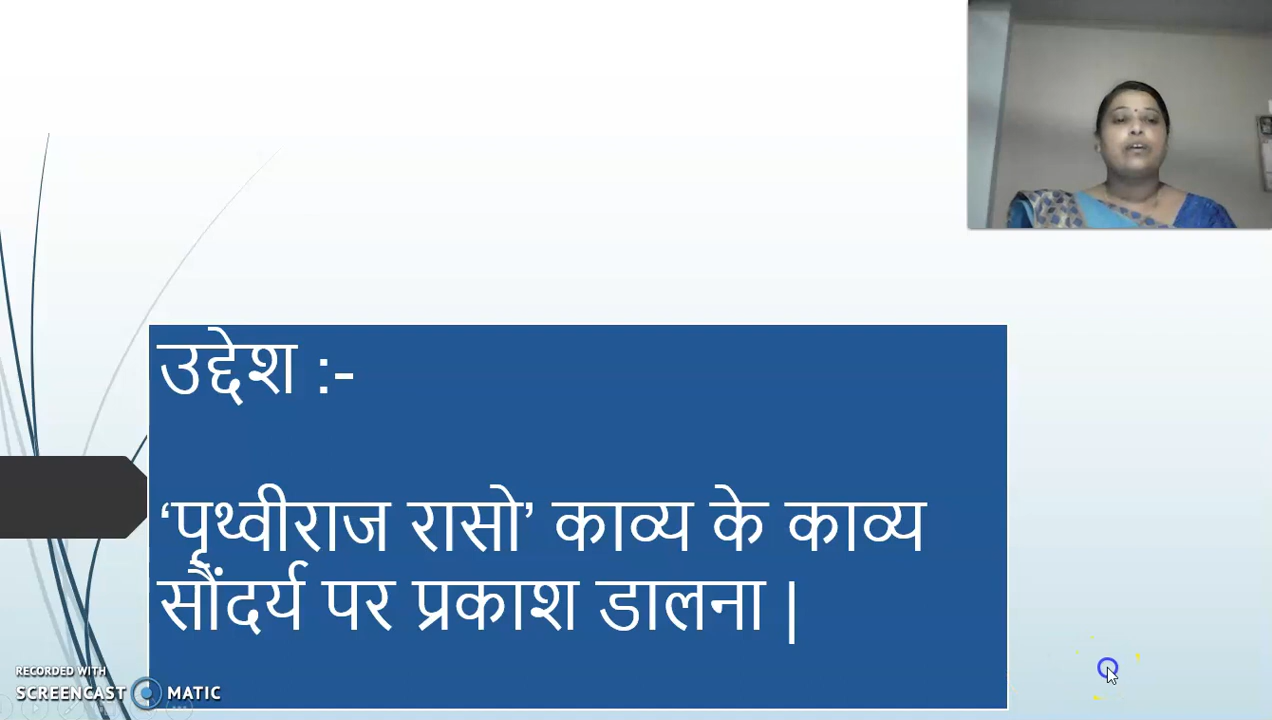 उद्देश :-
‘पृथ्वीराज रासो’ काव्य के काव्य
सौंदर्य पर प्रकाश डालना |
RECORDED WITH
SCREENCAST MATIC